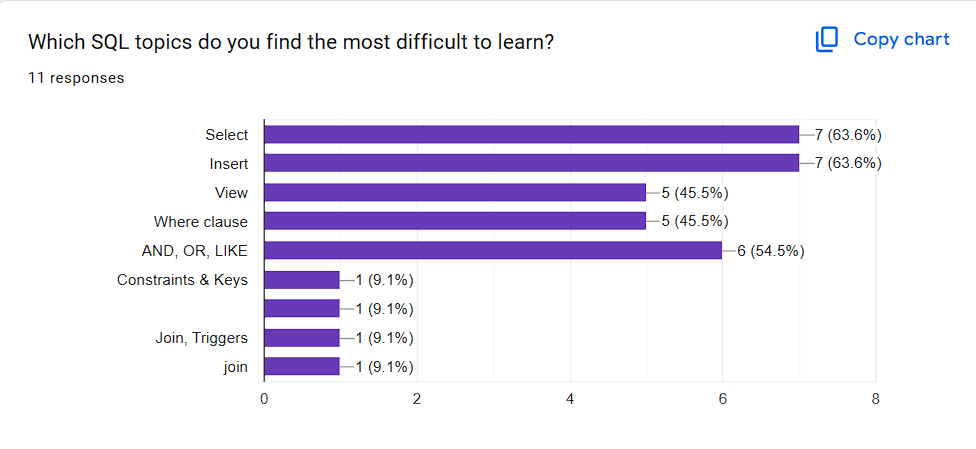 Which SQL topics do you find the most difficult to learn?
Copy chart
11 responses
Select 7 (63.6%)
Insert 7 (63.6%)
View 5 (45.5%)
Where clause 5 (45.5%)
AND, OR, LIKE 6 (54.5%)
Constraints & Keys 1 (9.1%)
1 (9.1%)
Join, Triggers 1 (9.1%)
join 1 (9.1%)
0 2 4 6 8